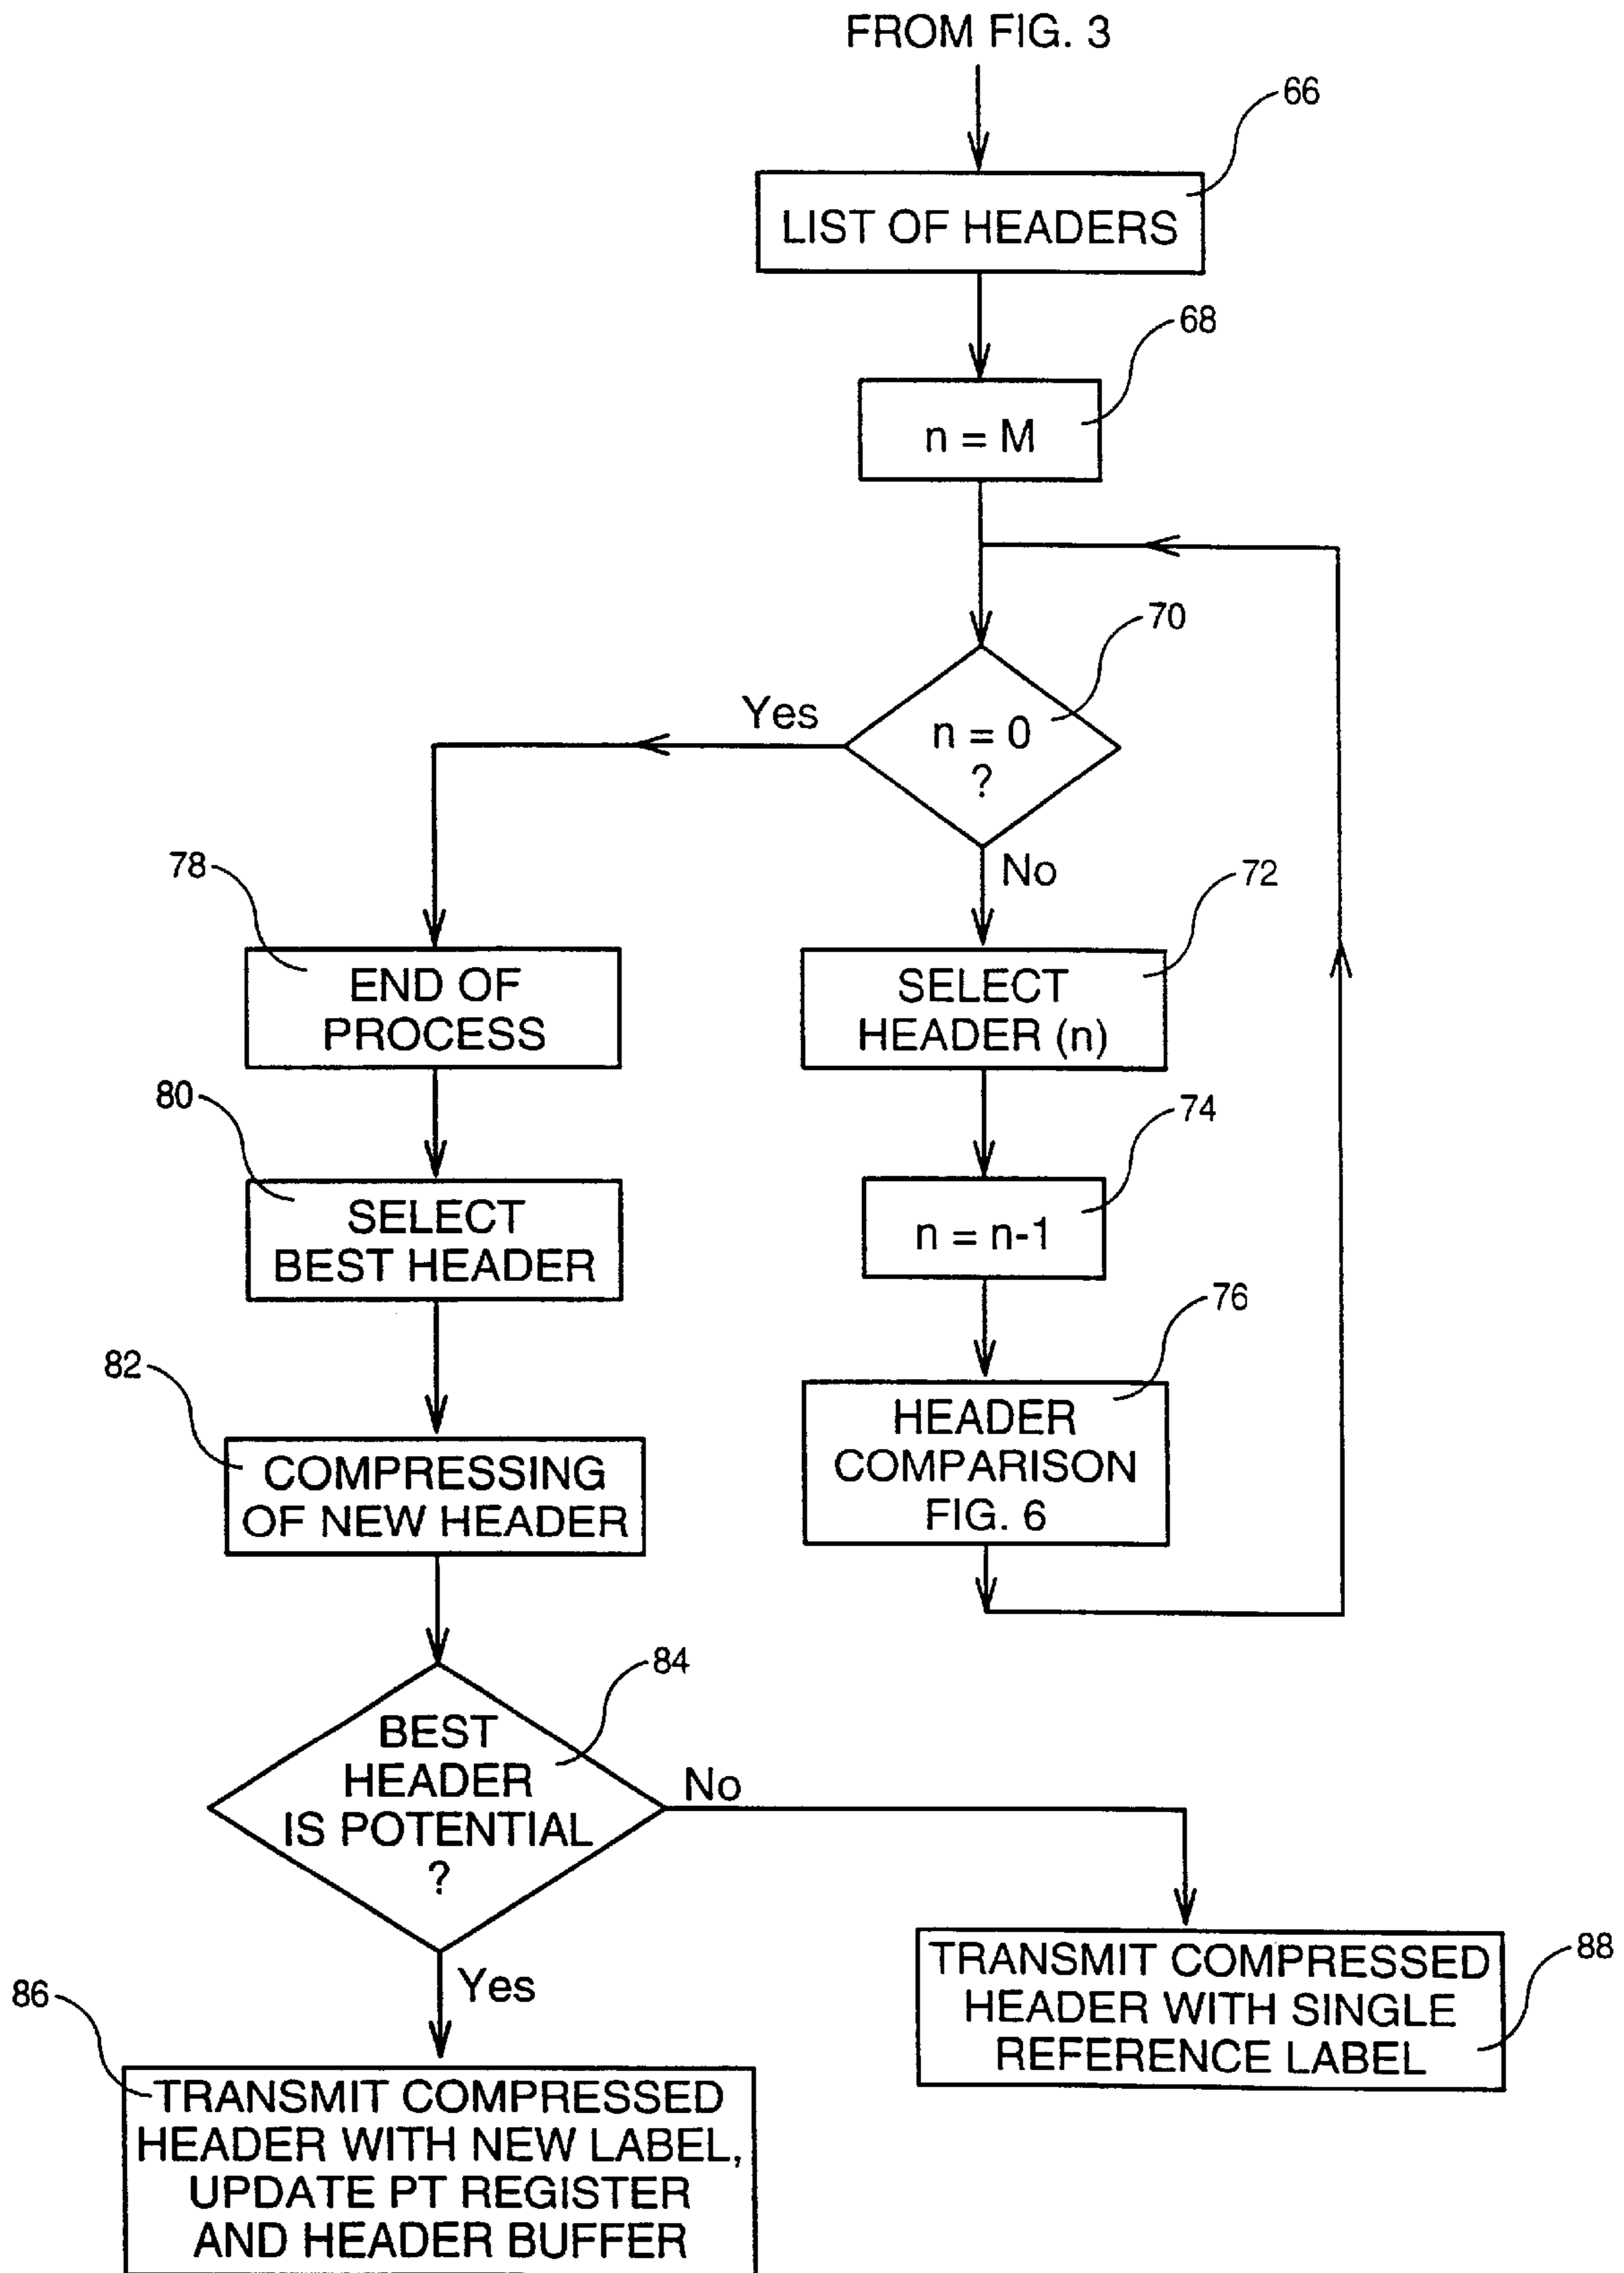 FROM FIG. 3
66
LIST OF HEADERS
68
n = M
70
n = 0
?
Yes
No
72
SELECT
HEADER (n)
74
n = n-1
76
HEADER
COMPARISON
FIG. 6
78
END OF
PROCESS
80
SELECT
BEST HEADER
82
COMPRESSING
OF NEW HEADER
84
BEST
HEADER
IS POTENTIAL
?
No
Yes
86
TRANSMIT COMPRESSED
HEADER WITH NEW LABEL,
UPDATE PT REGISTER
AND HEADER BUFFER
88
TRANSMIT COMPRESSED
HEADER WITH SINGLE
REFERENCE LABEL